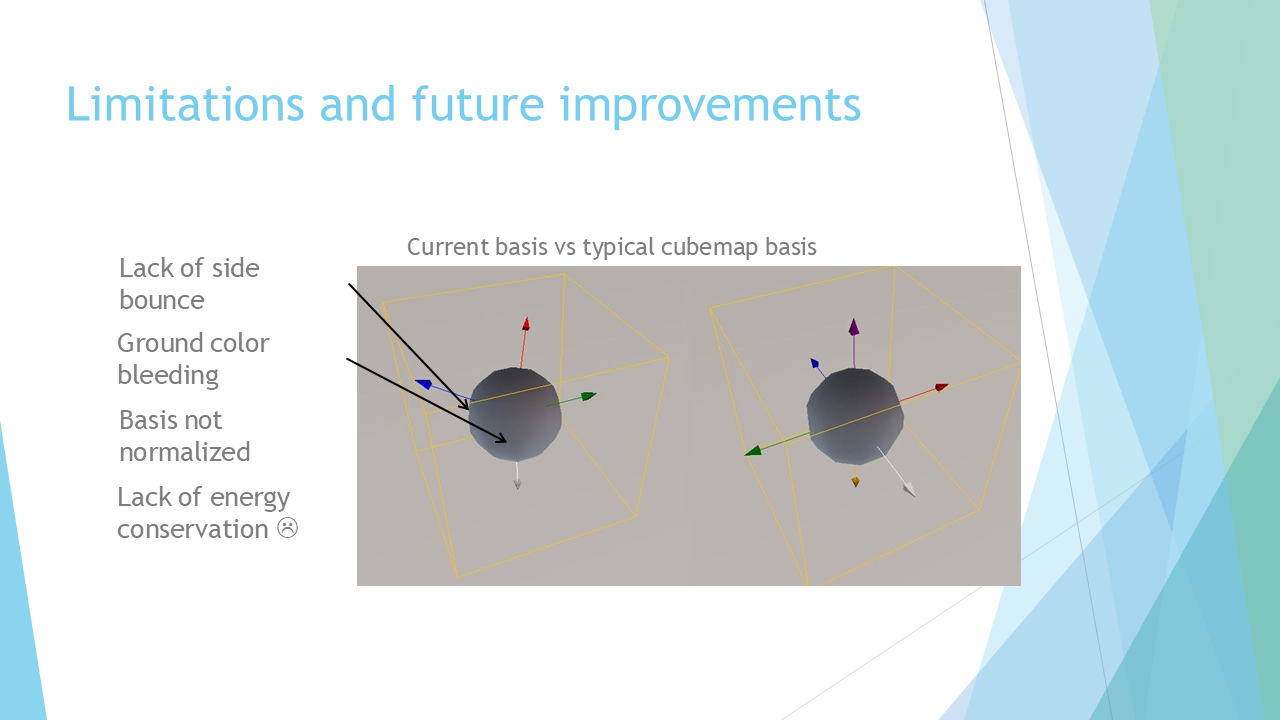 Limitations and future improvements
Current basis vs typical cubemap basis
Lack of side
bounce
Ground color
bleeding
Basis not
normalized
Lack of energy
conservation ☹